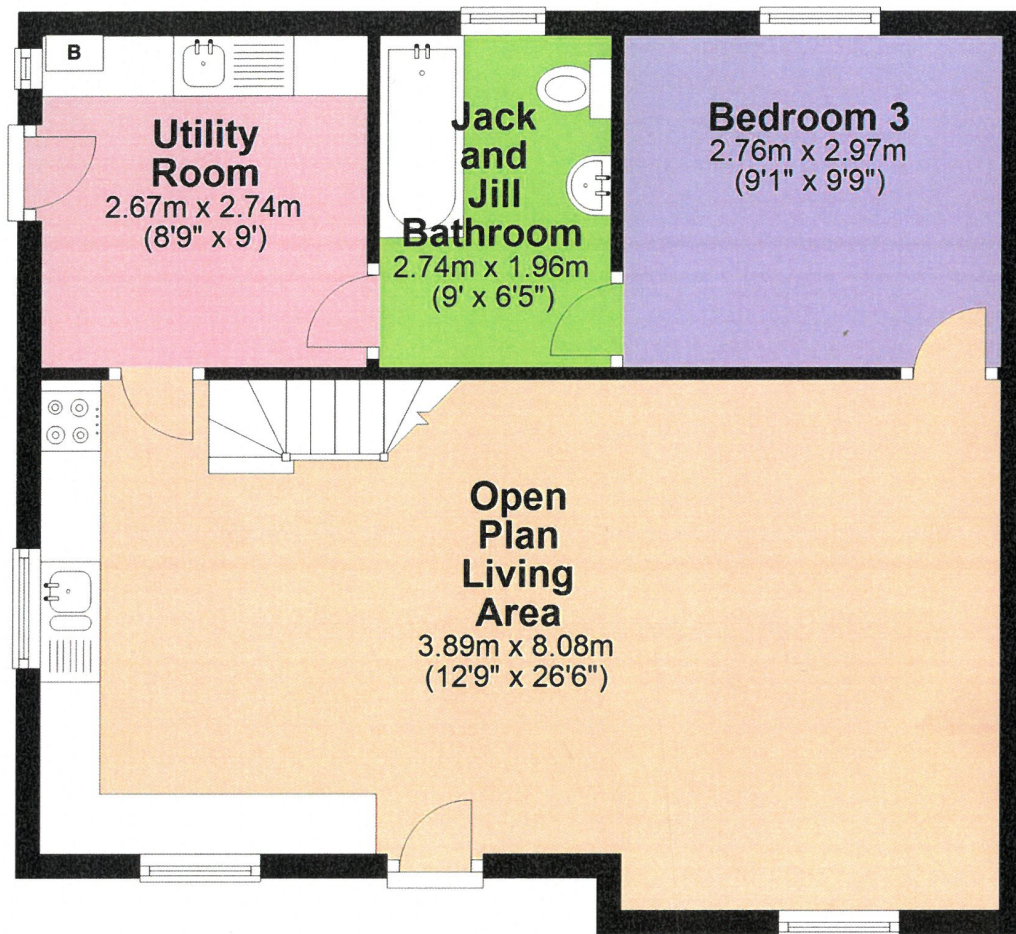 B
Utility
Room
2.67m x 2.74m
(8'9" x 9')
Jack
and
Jill
Bathroom
2.74m x 1.96m
(9' x 6'5")
Bedroom 3
2.76m x 2.97m
(9'1" x 9'9")
Open
Plan
Living
Area
3.89m x 8.08m
(12'9" x 26'6")